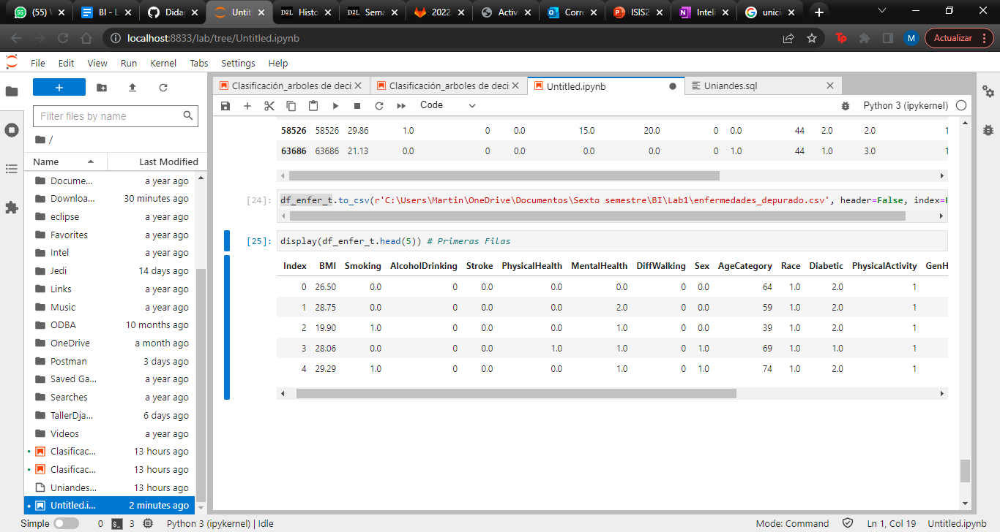 (55) W
BI - L
Didac
Untit
Histo
Sema
2022
Activ
Corre
ISIS2
Inteli
unici
localhost:8833/lab/tree/Untitled.ipynb
M
Actualizar
File Edit View Run Kernel Tabs Settings Help
Filter files by name
/
Name Last Modified
Docume... a year ago
Downloa... 30 minutes ago
eclipse a year ago
Favorites a year ago
Intel a year ago
Jedi 14 days ago
Links a year ago
Music a year ago
ODBA 10 months ago
OneDrive a month ago
Postman 3 days ago
Saved Ga... a year ago
Searches a year ago
TallerDja... 6 days ago
Videos a year ago
Clasificac... 13 hours ago
Clasificac... 13 hours ago
Uniandes... 13 hours ago
Untitled.i... 2 minutes ago
Clasificación_arboles de decis
Clasificación_arboles de decis
Untitled.ipynb
Uniandes.sql
Code
Python 3 (ipykernel)
58526 58526 29.86 1.0 0 0.0 15.0 20.0 0 0.0 44 2.0 2.0 1
63686 63686 21.13 0.0 0 0.0 0.0 0.0 0 1.0 44 1.0 3.0 1
[24]: df_enfer_t.to_csv(r'C:\Users\Martin\OneDrive\Documentos\Sexto semestre\BI\Lab1\enfermedades_depurado.csv', header=False, index=
[25]: display(df_enfer_t.head(5)) # Primeras Filas
Index BMI Smoking AlcoholDrinking Stroke PhysicalHealth MentalHealth DiffWalking Sex AgeCategory Race Diabetic PhysicalActivity GenH
0 26.50 0.0 0 0.0 0.0 0.0 0 0.0 64 1.0 2.0 1
1 28.75 0.0 0 0.0 0.0 2.0 0 0.0 59 1.0 2.0 1
2 19.90 1.0 0 0.0 0.0 1.0 0 0.0 39 1.0 2.0 1
3 28.06 0.0 0 0.0 1.0 1.0 0 1.0 69 1.0 1.0 1
4 29.29 1.0 0 0.0 0.0 1.0 0 1.0 74 1.0 2.0 1
Simple 0 3 Python 3 (ipykernel) | Idle Mode: Command Ln 1, Col 19 Untitled.ipynb